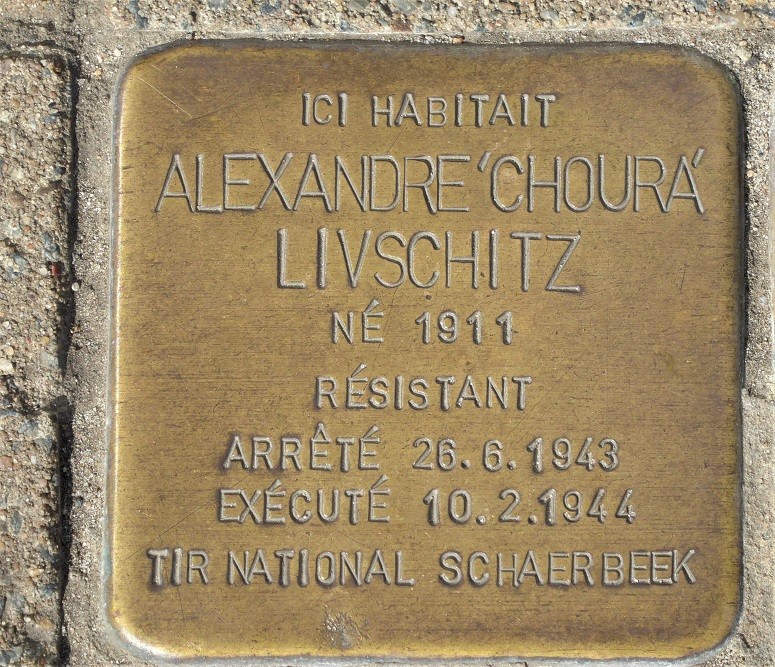 ICI HABITAIT
ALEXANDRE 'CHOURA'
LIVSCHITZ
NÉ 1911
RÉSISTANT
ARRÊTÉ 26.6.1943
EXÉCUTÉ 10.2.1944
TIR NATIONAL SCHAERBEEK